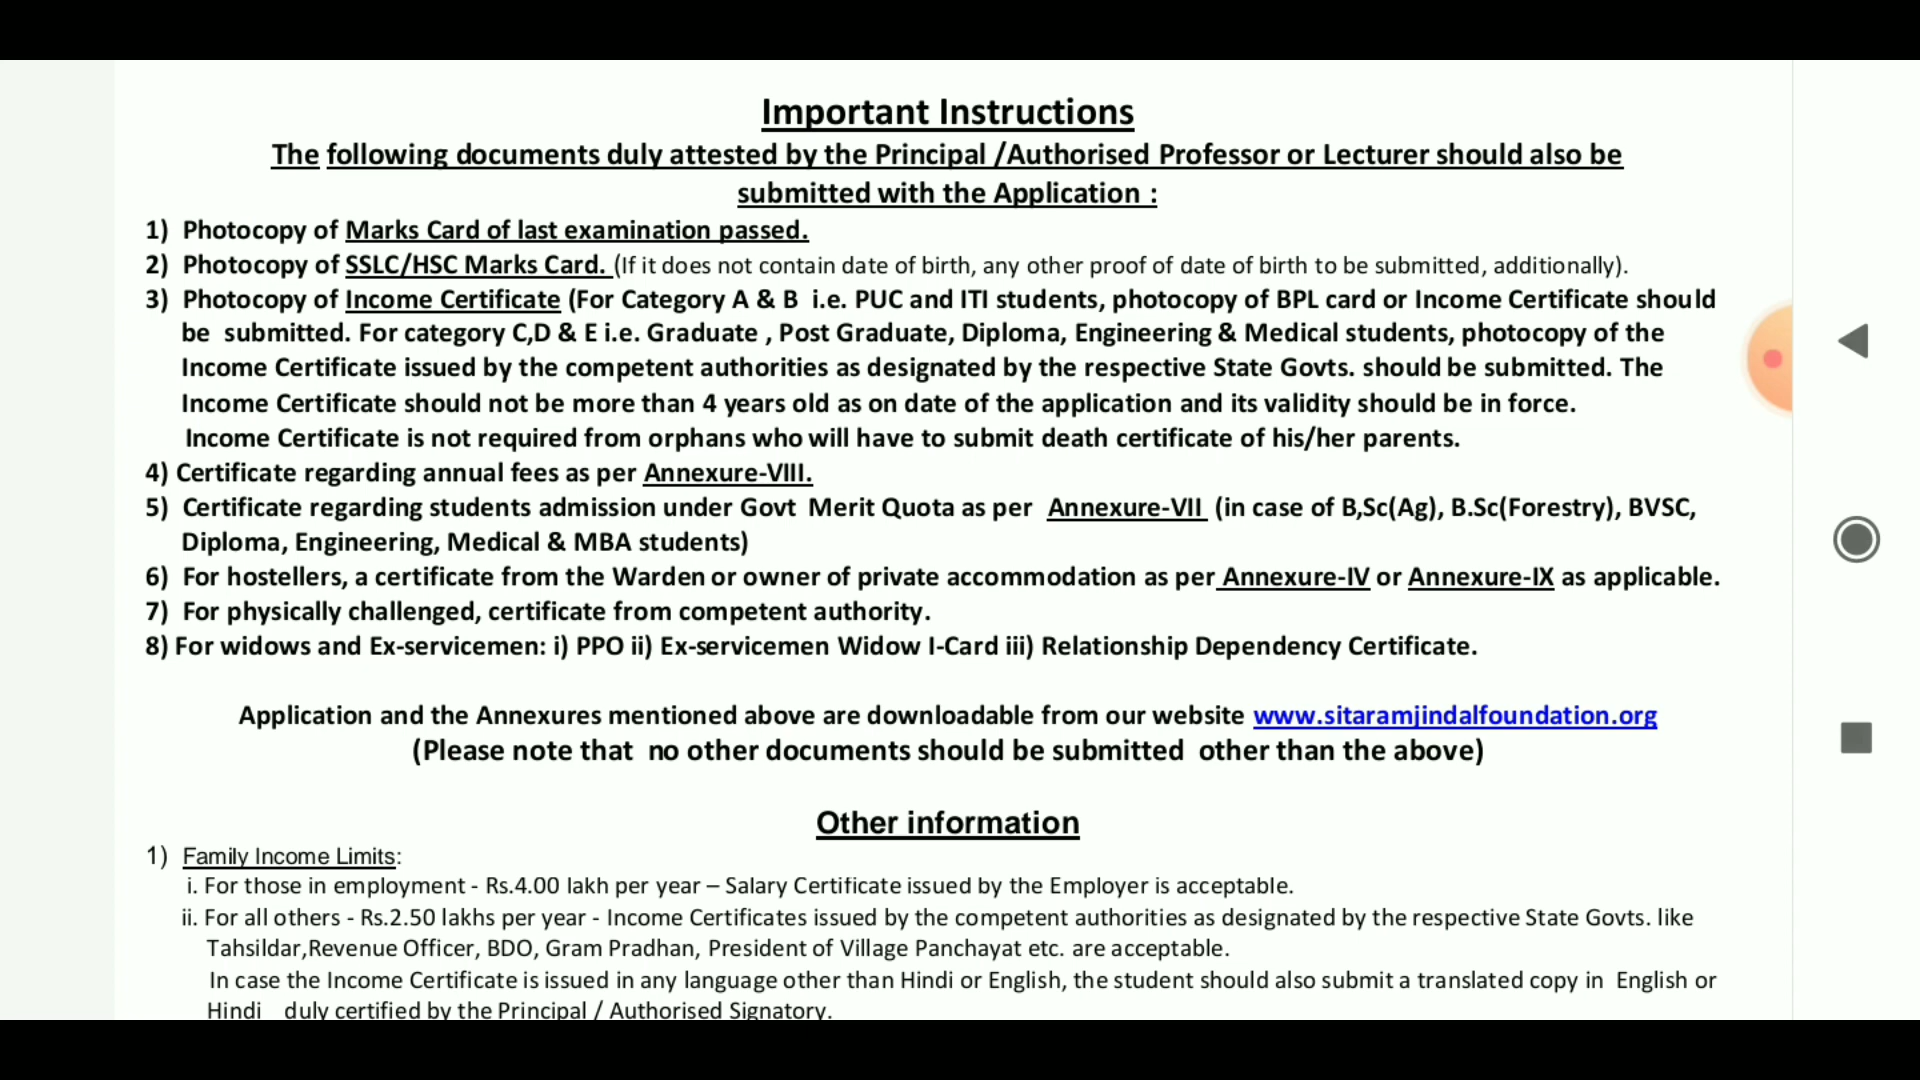 Important Instructions
The following documents duly attested by the Principal /Authorised Professor or Lecturer should also be
submitted with the Application :
1) Photocopy of Marks Card of last examination passed.
2) Photocopy of SSLC/HSC Marks Card. (If it does not contain date of birth, any other proof of date of birth to be submitted, additionally).
3) Photocopy of Income Certificate (For Category A & B i.e. PUC and ITI students, photocopy of BPL card or Income Certificate should
be submitted. For category C,D & E i.e. Graduate , Post Graduate, Diploma, Engineering & Medical students, photocopy of the
Income Certificate issued by the competent authorities as designated by the respective State Govts. should be submitted. The
Income Certificate should not be more than 4 years old as on date of the application and its validity should be in force.
Income Certificate is not required from orphans who will have to submit death certificate of his/her parents.
4) Certificate regarding annual fees as per Annexure-VIII.
5) Certificate regarding students admission under Govt Merit Quota as per Annexure-VII (in case of B,Sc(Ag), B.Sc(Forestry), BVSC,
Diploma, Engineering, Medical & MBA students)
6) For hostellers, a certificate from the Warden or owner of private accommodation as per Annexure-IV or Annexure-IX as applicable.
7) For physically challenged, certificate from competent authority.
8) For widows and Ex-servicemen: i) PPO ii) Ex-servicemen Widow I-Card iii) Relationship Dependency Certificate.
Application and the Annexures mentioned above are downloadable from our website www.sitaramjindalfoundation.org
(Please note that no other documents should be submitted other than the above)
Other information
1) Family Income Limits:
i. For those in employment - Rs.4.00 lakh per year – Salary Certificate issued by the Employer is acceptable.
ii. For all others - Rs.2.50 lakhs per year - Income Certificates issued by the competent authorities as designated by the respective State Govts. like
Tahsildar,Revenue Officer, BDO, Gram Pradhan, President of Village Panchayat etc. are acceptable.
In case the Income Certificate is issued in any language other than Hindi or English, the student should also submit a translated copy in English or
Hindi duly certified by the Principal / Authorised Signatory.